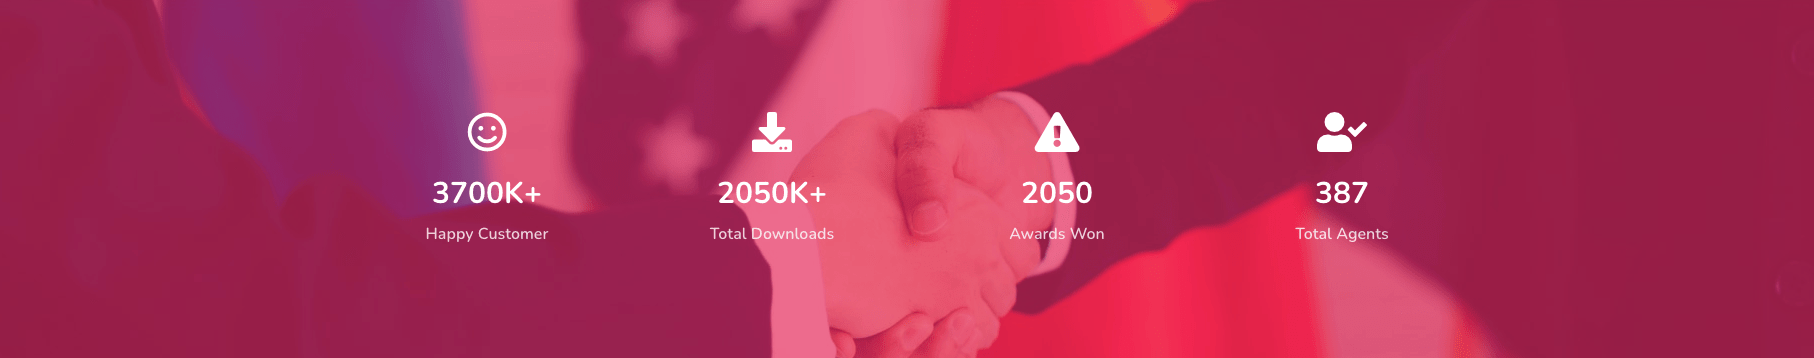 3700K+
Happy Customer
2050K+
Total Downloads
2050
Awards Won
387
Total Agents